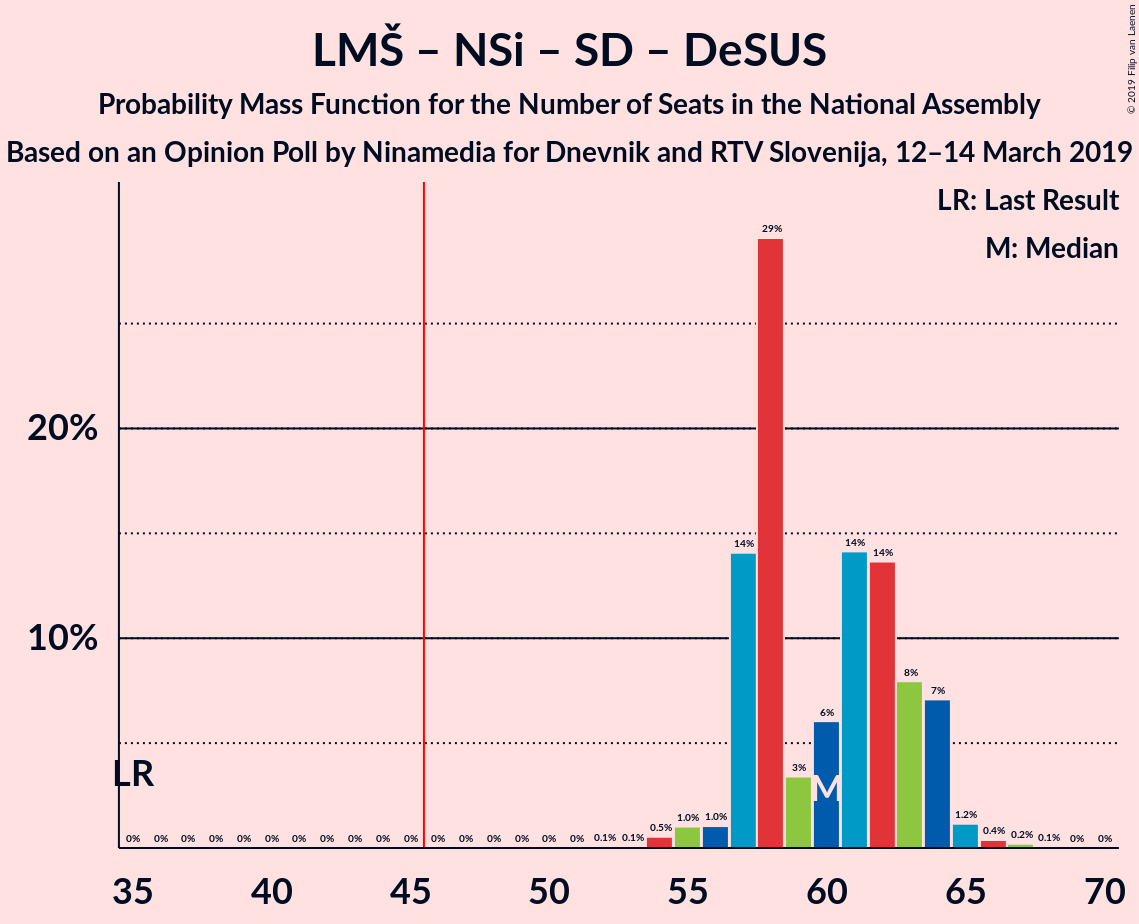 LMŠ – NSi – SD – DeSUS
Probability Mass Function for the Number of Seats in the National Assembly
Based on an Opinion Poll by Ninamedia for Dnevnik and RTV Slovenija, 12–14 March 2019
© 2019 Filip van Laenen
LR: Last Result
M: Median
20%
10%
LR
M
0% 0% 0% 0% 0% 0% 0% 0% 0% 0% 0% 0% 0% 0% 0% 0% 0% 0.1% 0.1% 0.5% 1.0% 1.0% 14% 29% 3% 6% 14% 14% 8% 7% 1.2% 0.4% 0.2% 0.1% 0% 0%
35 40 45 50 55 60 65 70